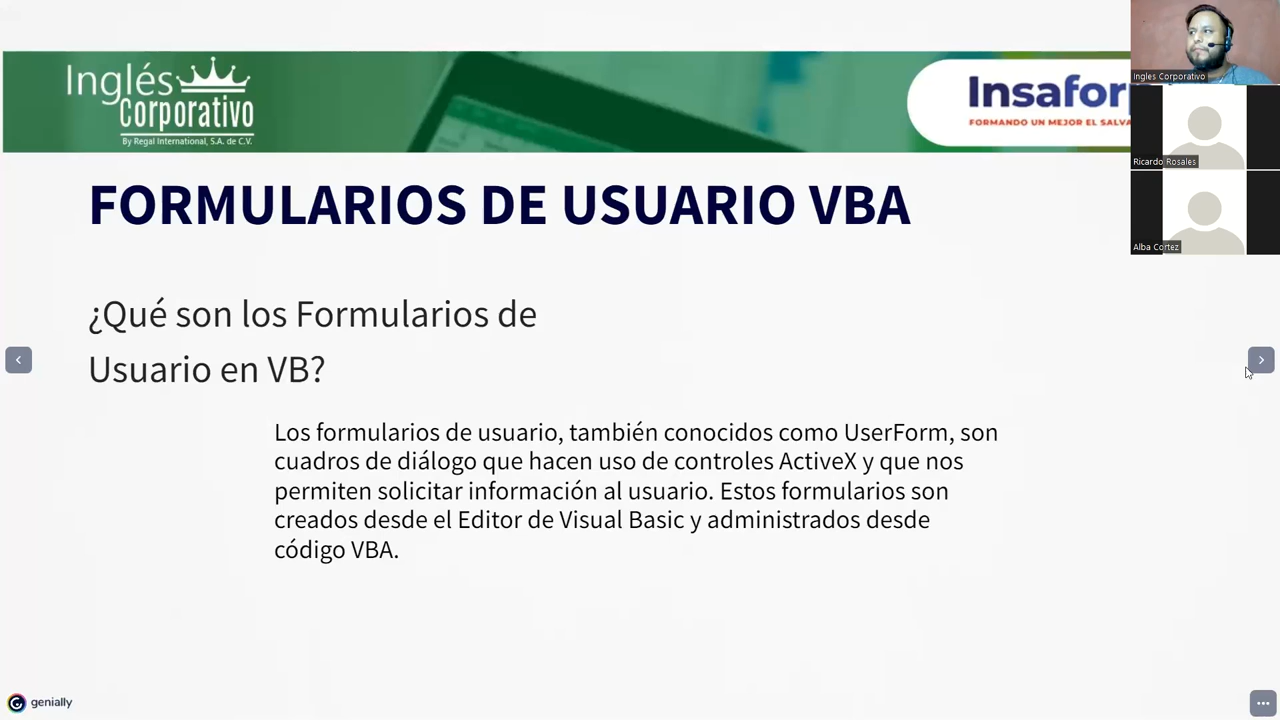 Inglés
Corporativo
By Regal International, S.A. de C.V.
FORMANDO UN MEJOR EL
Ingles Corporativo
Ricardo Rosales
Alba Cortez
FORMULARIOS DE USUARIO VBA
¿Qué son los Formularios de
Usuario en VB?
Los formularios de usuario, también conocidos como UserForm, son
cuadros de diálogo que hacen uso de controles ActiveX y que nos
permiten solicitar información al usuario. Estos formularios son
creados desde el Editor de Visual Basic y administrados desde
código VBA.
genially